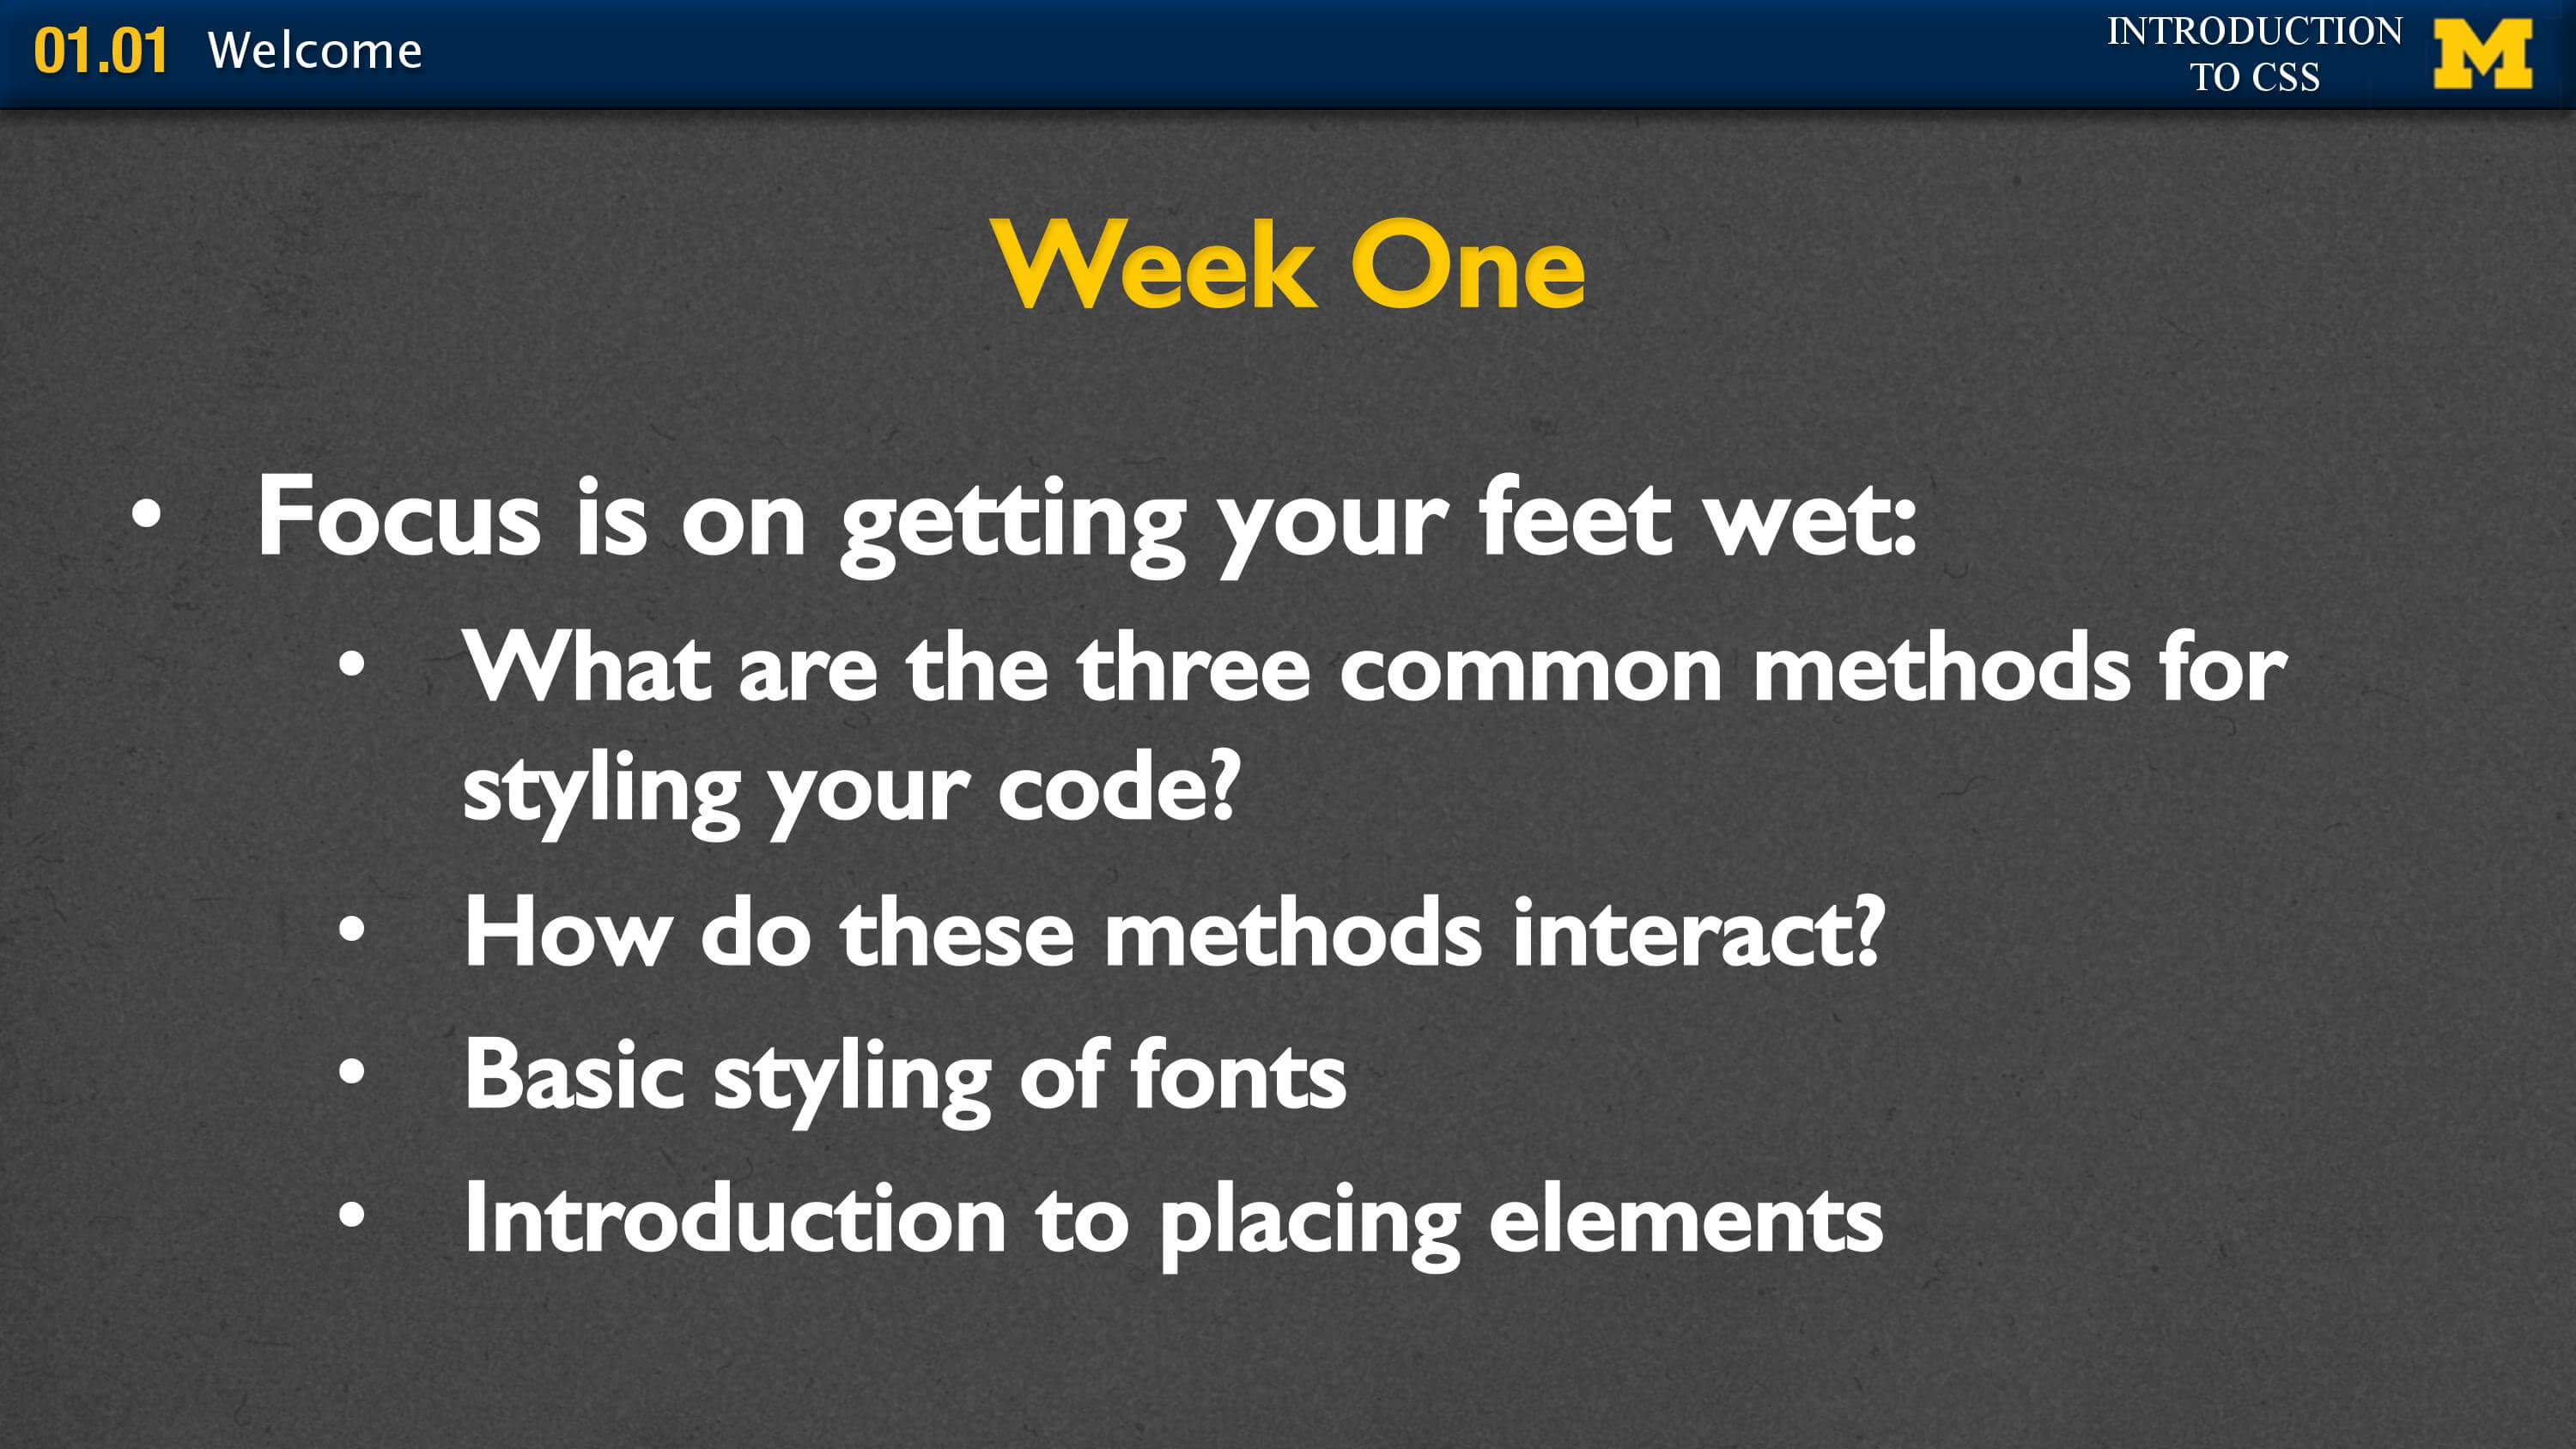 01.01 Welcome
INTRODUCTION
TO CSS
M
Week One
• Focus is on getting your feet wet:
• What are the three common methods for
styling your code?
• How do these methods interact?
• Basic styling of fonts
• Introduction to placing elements